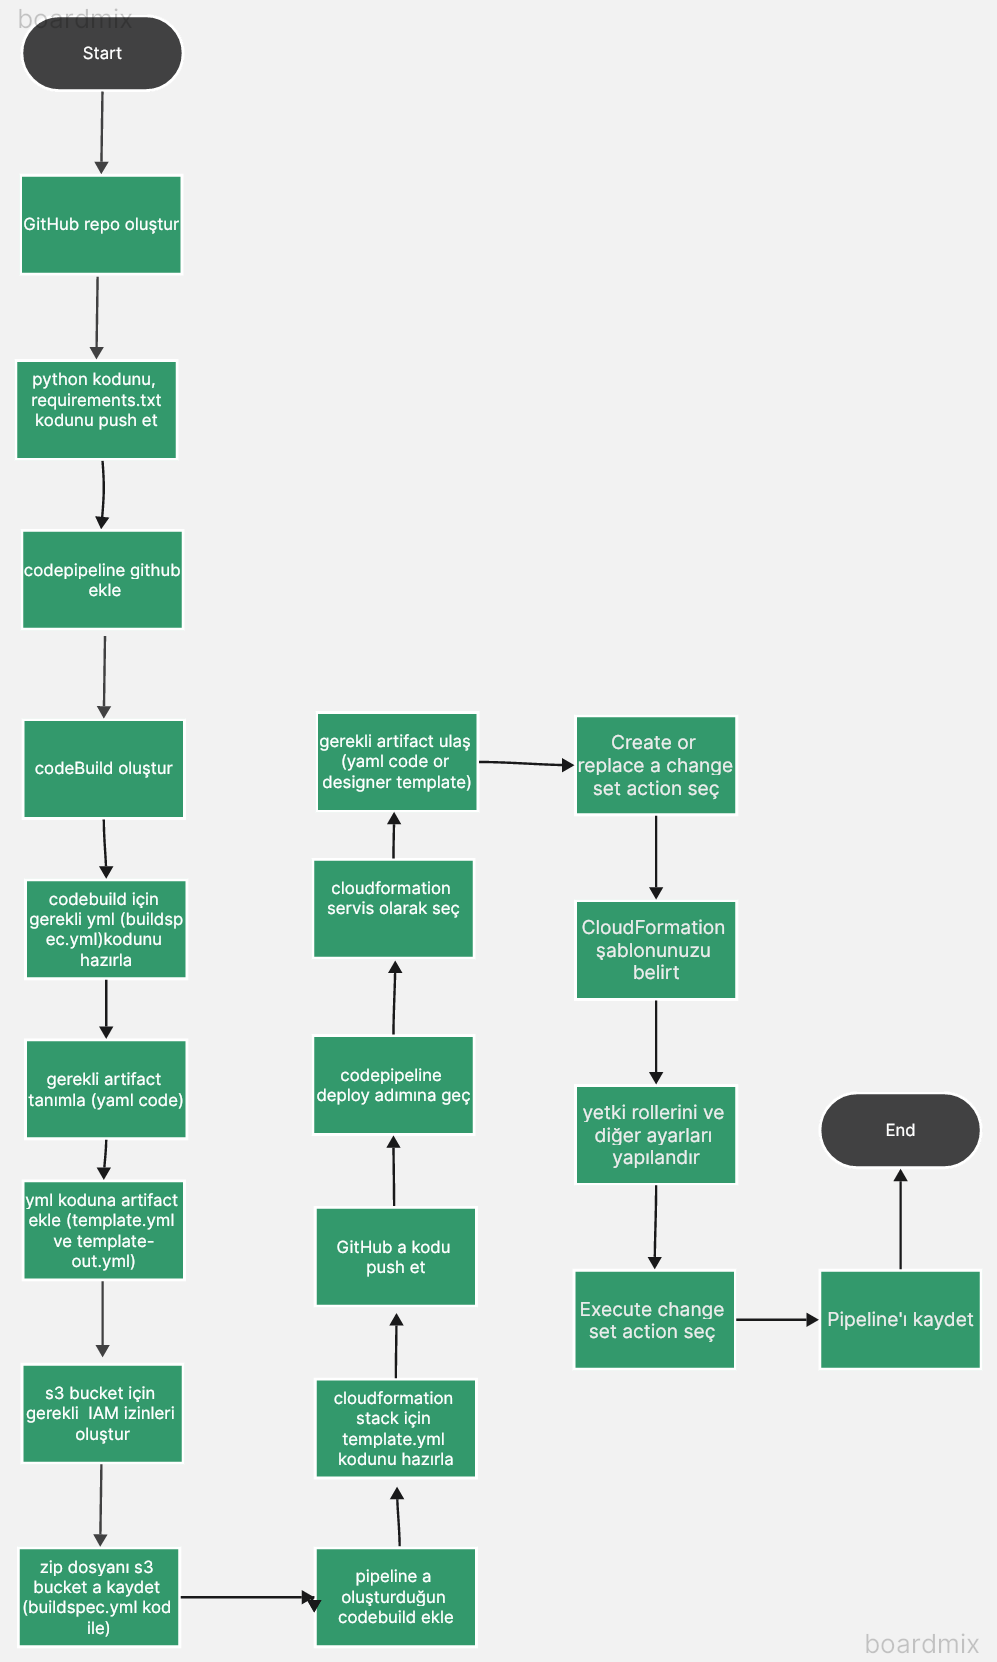 boardmix
Start
GitHub repo oluştur
python kodunu,
requirements.txt
kodunu push et
codepipeline github
ekle
codeBuild oluştur
codebuild için
gerekli yml (buildsp
ec.yml)kodunu
hazırla
gerekli artifact
tanımla (yaml code)
yml koduna artifact
ekle (template.yml
ve template-
out.yml)
s3 bucket için
gerekli  IAM izinleri
oluştur
zip dosyanı s3
bucket a kaydet
(buildspec.yml kod
ile)
pipeline a
oluşturduğun
codebuild ekle
cloudformation
stack için
template.yml
kodunu hazırla
GitHub a kodu
push et
codepipeline
deploy adımına geç
cloudformation
servis olarak seç
gerekli artifact ulaş
(yaml code or
designer template)
Create or
replace a change
set action seç
CloudFormation
şablonunuzu
belirt
yetki rollerini ve
diğer ayarları
yapılandır
Execute change
set action seç
Pipeline'ı kaydet
End
boardmix